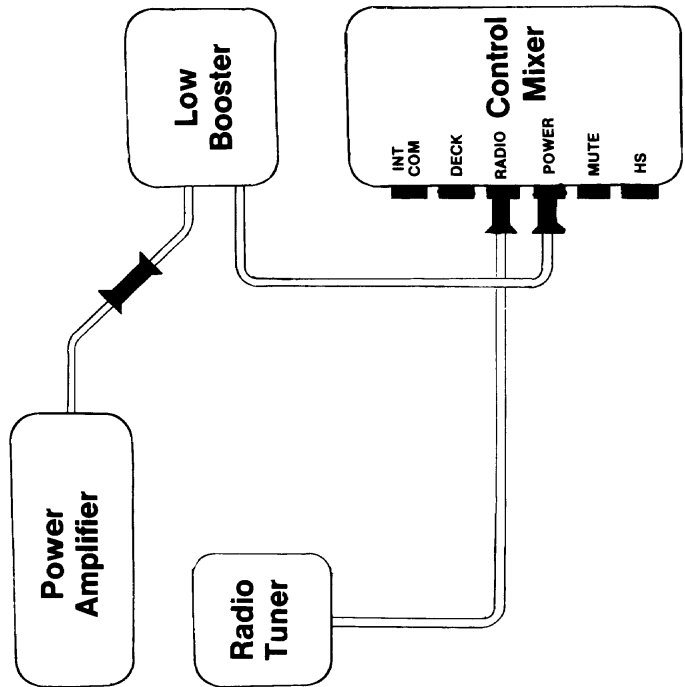 Power
Amplifier
Radio
Tuner
Low
Booster
Control
Mixer
INT
COM
DECK
RADIO
POWER
MUTE
HS